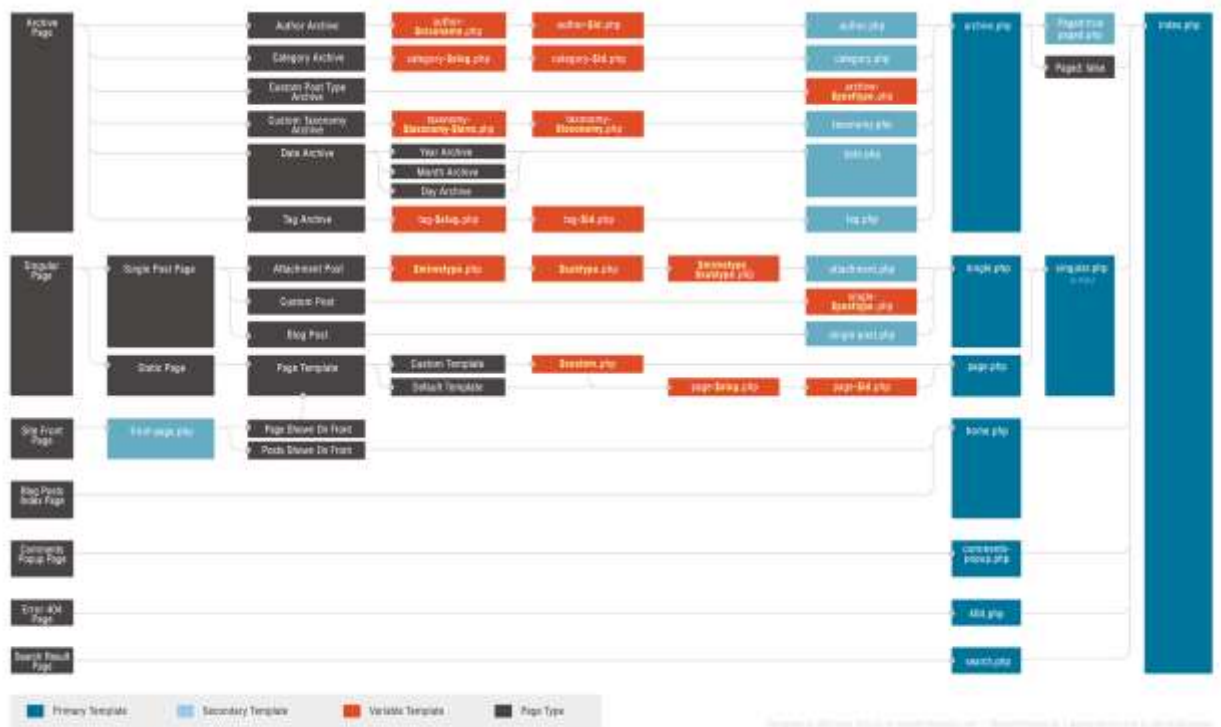 Archive
Page
Author Archive
author-
$nicename.php
author-$id.php
author.php
archive.php
Paged: true
paged.php
index.php
Category Archive
category-$slug.php
category-$id.php
category.php
Paged: false
Custom Post Type
Archive
archive-
$posttype.php
Custom Taxonomy
Archive
taxonomy-
$taxonomy-$term.php
taxonomy-
$taxonomy.php
taxonomy.php
Date Archive
Year Archive
date.php
Month Archive
Day Archive
Tag Archive
tag-$slug.php
tag-$id.php
tag.php
Singular
Page
Single Post Page
Attachment Post
$mimetype.php
$subtype.php
$mimetype_
$subtype.php
attachment.php
single.php
singular.php
Custom Post
single-
$posttype.php
Blog Post
single-post.php
Static Page
Page Template
Custom Template
$custom.php
page.php
Default Template
page-$slug.php
page-$id.php
Site Front
Page
front-page.php
Page Shown On Front
home.php
Posts Shown On Front
Blog Posts
Index Page
Comments
Popup Page
comments-
popup.php
Error 404
Page
404.php
Search Result
Page
search.php
Primary Template
Secondary Template
Variable Template
Page Type